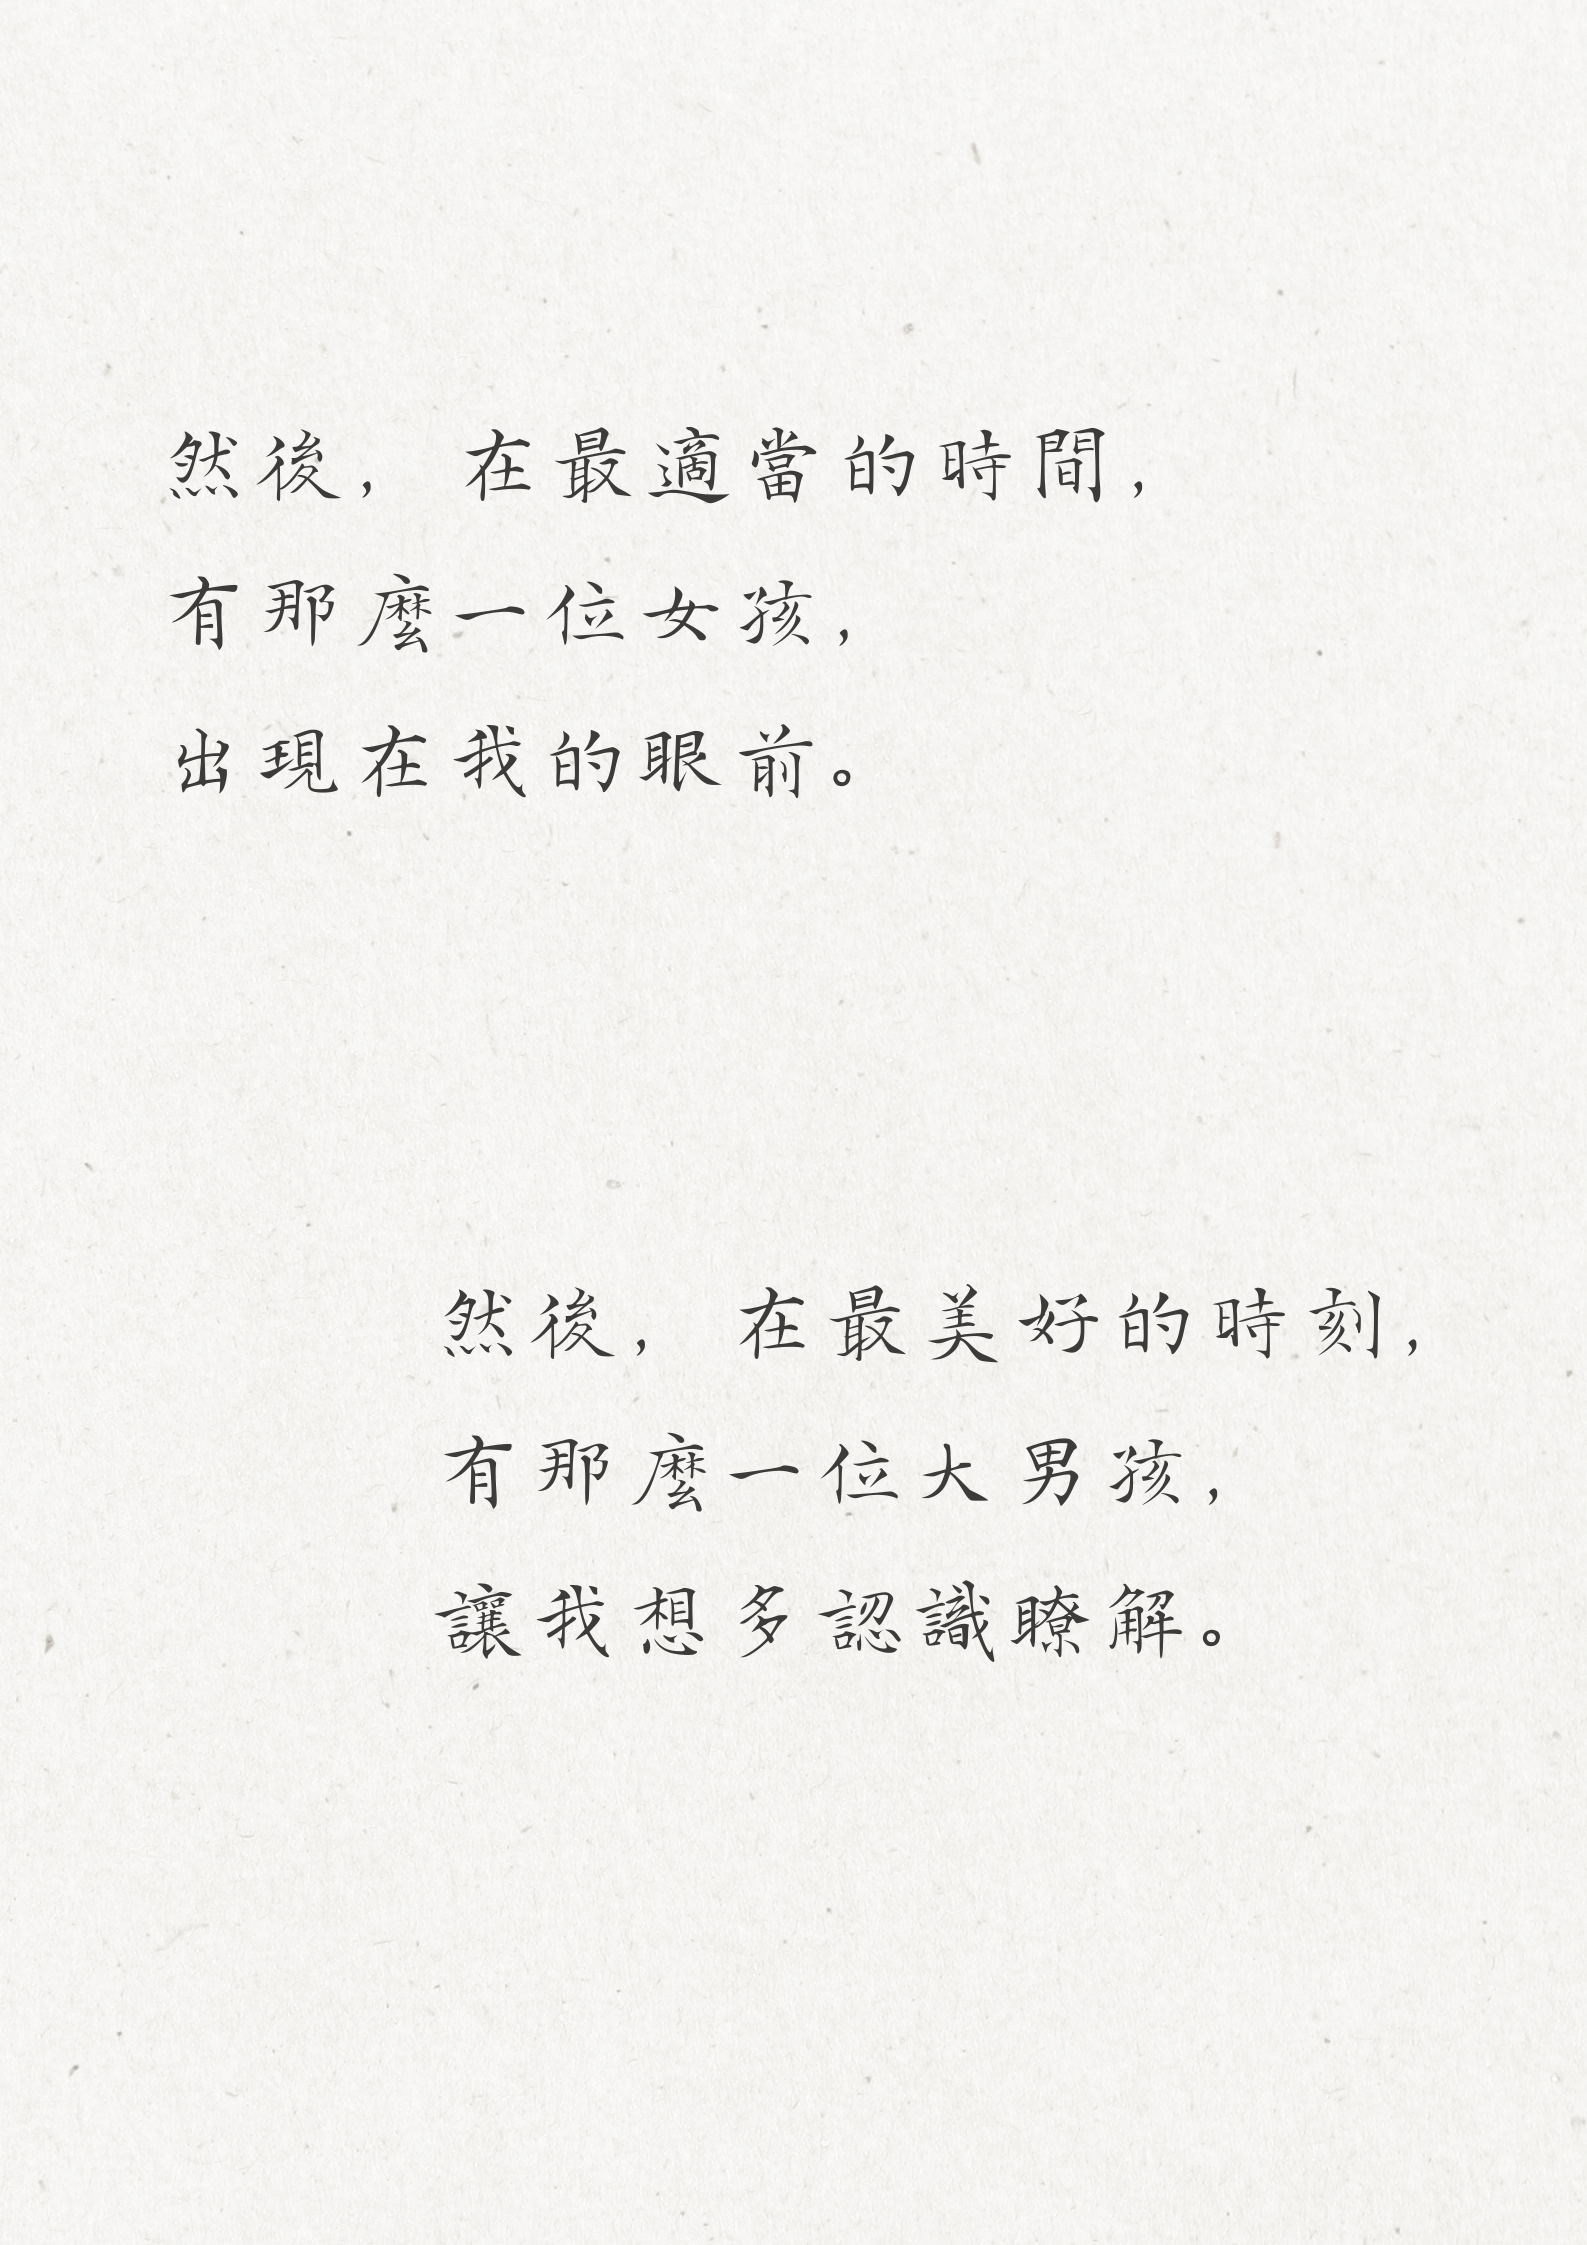 然後，在最適當的時間，
有那麼一位女孩，
出現在我的眼前。
然後，在最美好的時刻，
有那麼一位大男孩，
讓我想多認識瞭解。